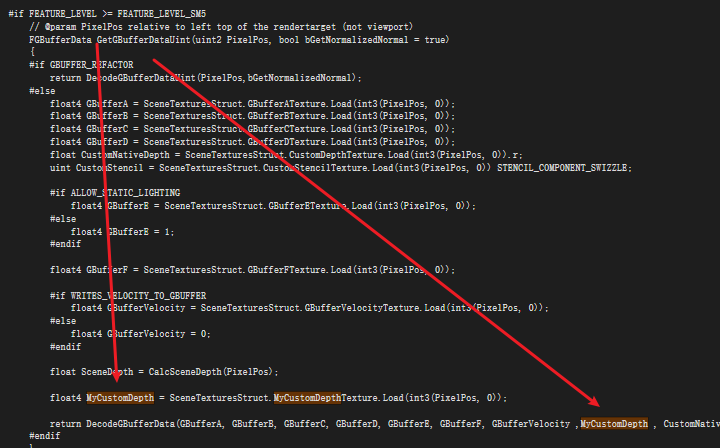 #if FEATURE_LEVEL >= FEATURE_LEVEL_SM5
// @param PixelPos relative to left top of the rendertarget (not viewport)
FGBufferData GetGBufferDataUint(uint2 PixelPos, bool bGetNormalizedNormal = true)
{
#if GBUFFER_REFACTOR
return DecodeGBufferDataUint(PixelPos,bGetNormalizedNormal);
#else
float4 GBufferA = SceneTexturesStruct.GBufferATexture.Load(int3(PixelPos, 0));
float4 GBufferB = SceneTexturesStruct.GBufferBTexture.Load(int3(PixelPos, 0));
float4 GBufferC = SceneTexturesStruct.GBufferCTexture.Load(int3(PixelPos, 0));
float4 GBufferD = SceneTexturesStruct.GBufferDTexture.Load(int3(PixelPos, 0));
float CustomNativeDepth = SceneTexturesStruct.CustomDepthTexture.Load(int3(PixelPos, 0)).r;
uint CustomStencil = SceneTexturesStruct.CustomStencilTexture.Load(int3(PixelPos, 0)) STENCIL_COMPONENT_SWIZZLE;
#if ALLOW_STATIC_LIGHTING
float4 GBufferE = SceneTexturesStruct.GBufferETexture.Load(int3(PixelPos, 0));
#else
float4 GBufferE = 1;
#endif
float4 GBufferF = SceneTexturesStruct.GBufferFTexture.Load(int3(PixelPos, 0));
#if WRITES_VELOCITY_TO_GBUFFER
float4 GBufferVelocity = SceneTexturesStruct.GBufferVelocityTexture.Load(int3(PixelPos, 0));
#else
float4 GBufferVelocity = 0;
#endif
float SceneDepth = CalcSceneDepth(PixelPos);
float4 MyCustomDepth = SceneTexturesStruct.MyCustomDepthTexture.Load(int3(PixelPos, 0));
return DecodeGBufferData(GBufferA, GBufferB, GBufferC, GBufferD, GBufferE, GBufferF, GBufferVelocity ,MyCustomDepth , CustomNati
#endif